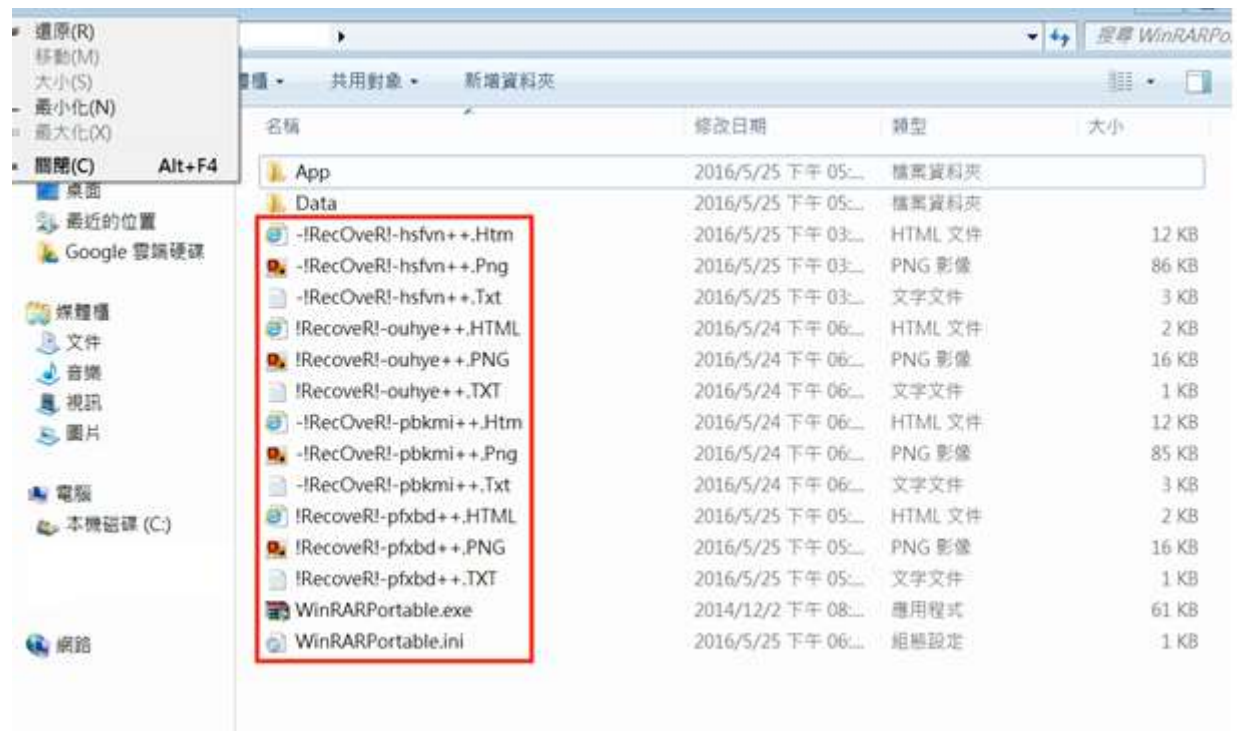 還原(R)
移動(M)
大小(S)
最小化(N)
最大化(X)
關閉(C) Alt+F4
搜尋 WinRARPo
櫃 共用對象 新增資料夾
名稱 修改日期 類型 大小
App 2016/5/25 下午 05:... 檔案資料夾
Data 2016/5/25 下午 05:... 檔案資料夾
-!RecOveR!-hsfvn++.Htm 2016/5/25 下午 03:... HTML 文件 12 KB
-!RecOveR!-hsfvn++.Png 2016/5/25 下午 03:... PNG 影像 86 KB
-!RecOveR!-hsfvn++.Txt 2016/5/25 下午 03:... 文字文件 3 KB
!RecoveR!-ouhye++.HTML 2016/5/24 下午 06:... HTML 文件 2 KB
!RecoveR!-ouhye++.PNG 2016/5/24 下午 06:... PNG 影像 16 KB
!RecoveR!-ouhye++.TXT 2016/5/24 下午 06:... 文字文件 1 KB
-!RecOveR!-pbkmi++.Htm 2016/5/24 下午 06:... HTML 文件 12 KB
-!RecOveR!-pbkmi++.Png 2016/5/24 下午 06:... PNG 影像 85 KB
-!RecOveR!-pbkmi++.Txt 2016/5/24 下午 06:... 文字文件 3 KB
!RecoveR!-pfxbd++.HTML 2016/5/25 下午 05:... HTML 文件 2 KB
!RecoveR!-pfxbd++.PNG 2016/5/25 下午 05:... PNG 影像 16 KB
!RecoveR!-pfxbd++.TXT 2016/5/25 下午 05:... 文字文件 1 KB
WinRARPortable.exe 2014/12/2 下午 08:... 應用程式 61 KB
WinRARPortable.ini 2016/5/25 下午 06:... 組態設定 1 KB
桌面
最近的位置
Google 雲端硬碟
媒體櫃
文件
音樂
視訊
圖片
電腦
本機磁碟 (C:)
網路